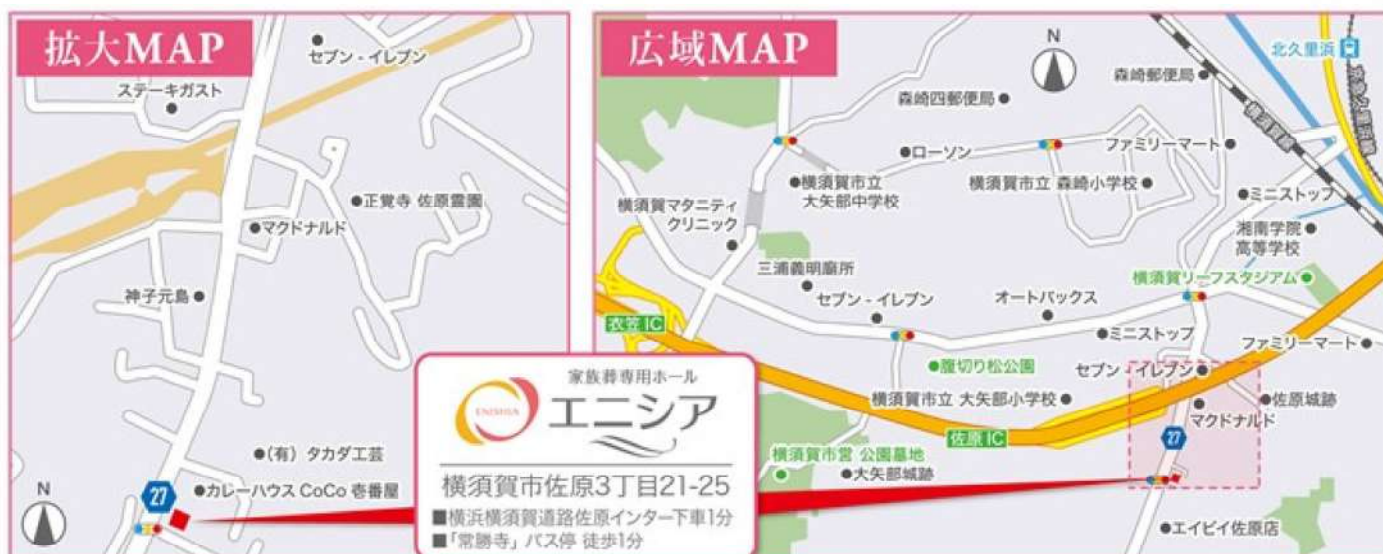 拡大MAP
セブン - イレブン
ステーキガスト
正覚寺 佐原霊園
マクドナルド
神子元島
(有) タカダ工芸
27
カレーハウス CoCo 壱番屋
N
広域MAP
N
北久里浜
京急久里浜線
横須賀線
森崎郵便局
森崎四郵便局
ローソン
ファミリーマート
横須賀市立
大矢部中学校
横須賀市立 森崎小学校
ミニストップ
横須賀マタニティ
クリニック
湘南学院
高等学校
三浦義明廟所
横須賀リーフスタジアム
セブン - イレブン
オートバックス
衣笠 IC
ミニストップ
ファミリーマート
腹切り松公園
セブン - イレブン
横須賀市立 大矢部小学校
佐原城跡
マクドナルド
佐原 IC
27
横須賀市営 公園墓地
大矢部城跡
エイビイ佐原店
家族葬専用ホール
ENISHIA
エニシア
横須賀市佐原3丁目21-25
■横浜横須賀道路佐原インター下車1分
■「常勝寺」バス停 徒歩1分